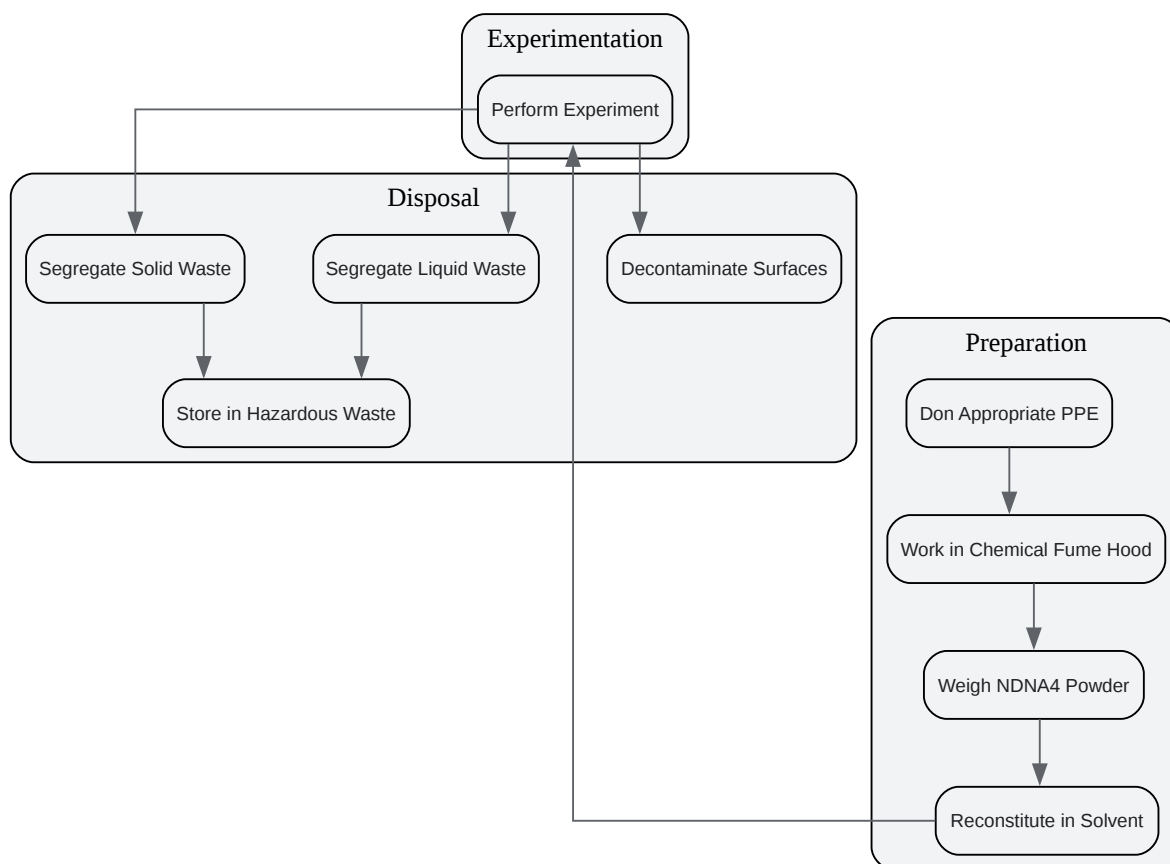 Experimentation
Perform Experiment
Disposal
Segregate Solid Waste
Segregate Liquid Waste
Decontaminate Surfaces
Store in Hazardous Waste
Preparation
Don Appropriate PPE
Work in Chemical Fume Hood
Weigh NDNA4 Powder
Reconstitute in Solvent